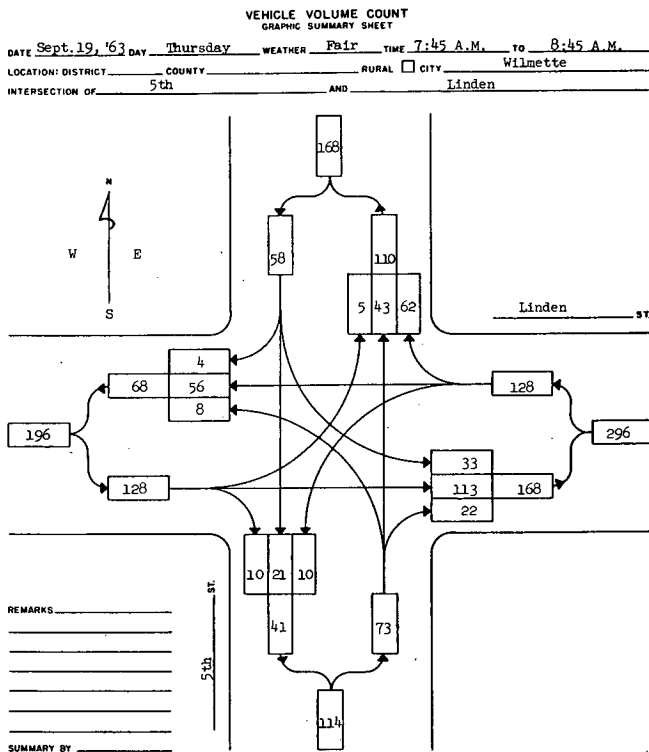 VEHICLE VOLUME COUNT
GRAPHIC SUMMARY SHEET
DATE Sept.19, '63 DAY Thursday WEATHER Fair TIME 7:45 A.M. TO 8:45 A.M.
LOCATION: DISTRICT COUNTY RURAL CITY Wilmette
INTERSECTION OF 5th AND Linden
168
N
58
110
W E
5 43 62
S
Linden ST.
4
68 56
128
8
196
296
33
128
113 168
22
10 21 10
REMARKS
41
73
5th ST.
114
SUMMARY BY